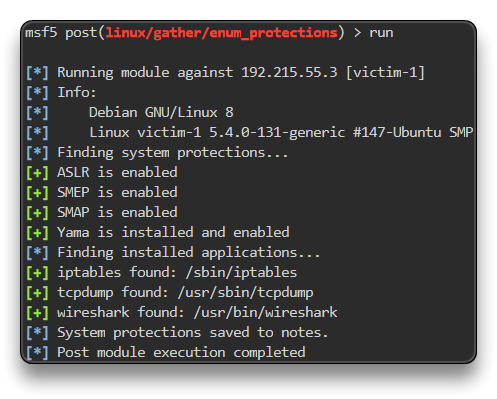 msf5 post(linux/gather/enum_protections) > run
[*] Running module against 192.215.55.3 [victim-1]
[*] Info:
[*]     Debian GNU/Linux 8
[*]     Linux victim-1 5.4.0-131-generic #147-Ubuntu SMP
[*] Finding system protections...
[+] ASLR is enabled
[+] SMEP is enabled
[+] SMAP is enabled
[+] Yama is installed and enabled
[*] Finding installed applications...
[+] iptables found: /sbin/iptables
[+] tcpdump found: /usr/sbin/tcpdump
[+] wireshark found: /usr/bin/wireshark
[*] System protections saved to notes.
[*] Post module execution completed